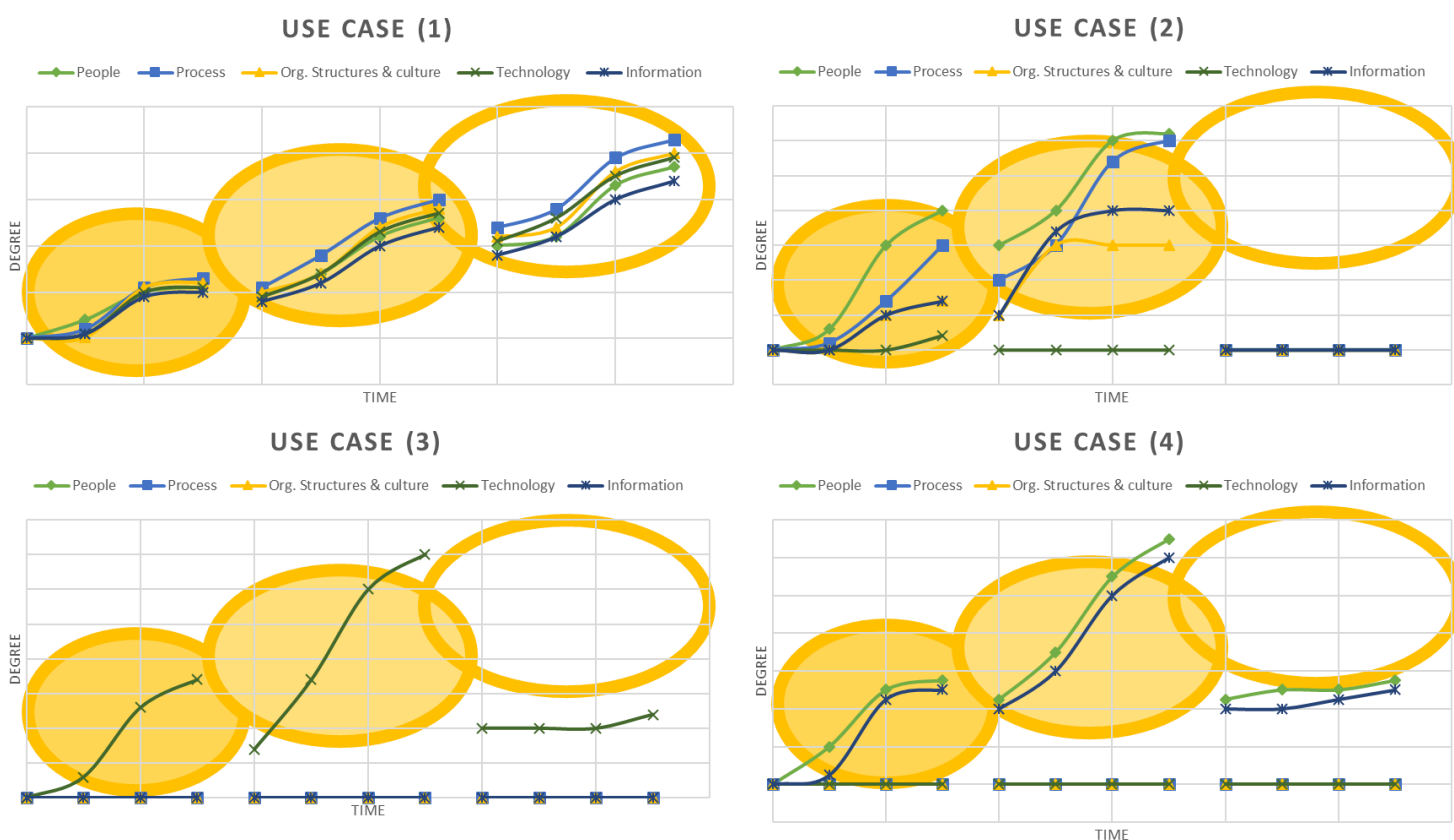 USE CASE (1)
People Process Org. Structures & culture Technology Information
DEGREE
TIME
USE CASE (2)
People Process Org. Structures & culture Technology Information
DEGREE
TIME
USE CASE (3)
People Process Org. Structures & culture Technology Information
DEGREE
TIME
USE CASE (4)
People Process Org. Structures & culture Technology Information
DEGREE
TIME